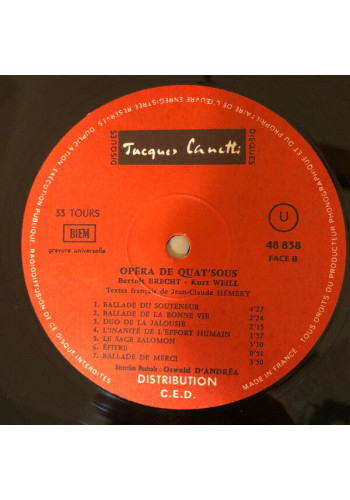 DISQUES
Jacques Canetti
DISQUES
33 TOURS
BIEM
gravure universelle
U
48 838
FACE B
OPÉRA DE QUAT'SOUS
Bertolt BRECHT - Kurt WEILL
Textes français de Jean-Claude HÉMERY
1. BALLADE DU SOUTENEUR 4'27
2. BALLADE DE LA BONNE VIE 2'24
3. DUO DE LA JALOUSIE 2'15
4. L'INANITÉ DE L'EFFORT HUMAIN 1'37
5. LE SAGE SALOMON 3'10
6. ÉPITRE 0'51
7. BALLADE DE MERCI 3'50
Direction Musicale : Oswald D'ANDRÉA
DISTRIBUTION
C.E.D.
TOUS DROITS DU PRODUCTEUR PHONOGRAPHIQUE ET DU PROPRIÉTAIRE DE L'ŒUVRE ENREGISTRÉE RÉSERVÉS DUPLICATION EXÉCUTION PUBLIQUE, RADIODIFFUSION DE CE DISQUE INTERDITES
MADE IN FRANCE